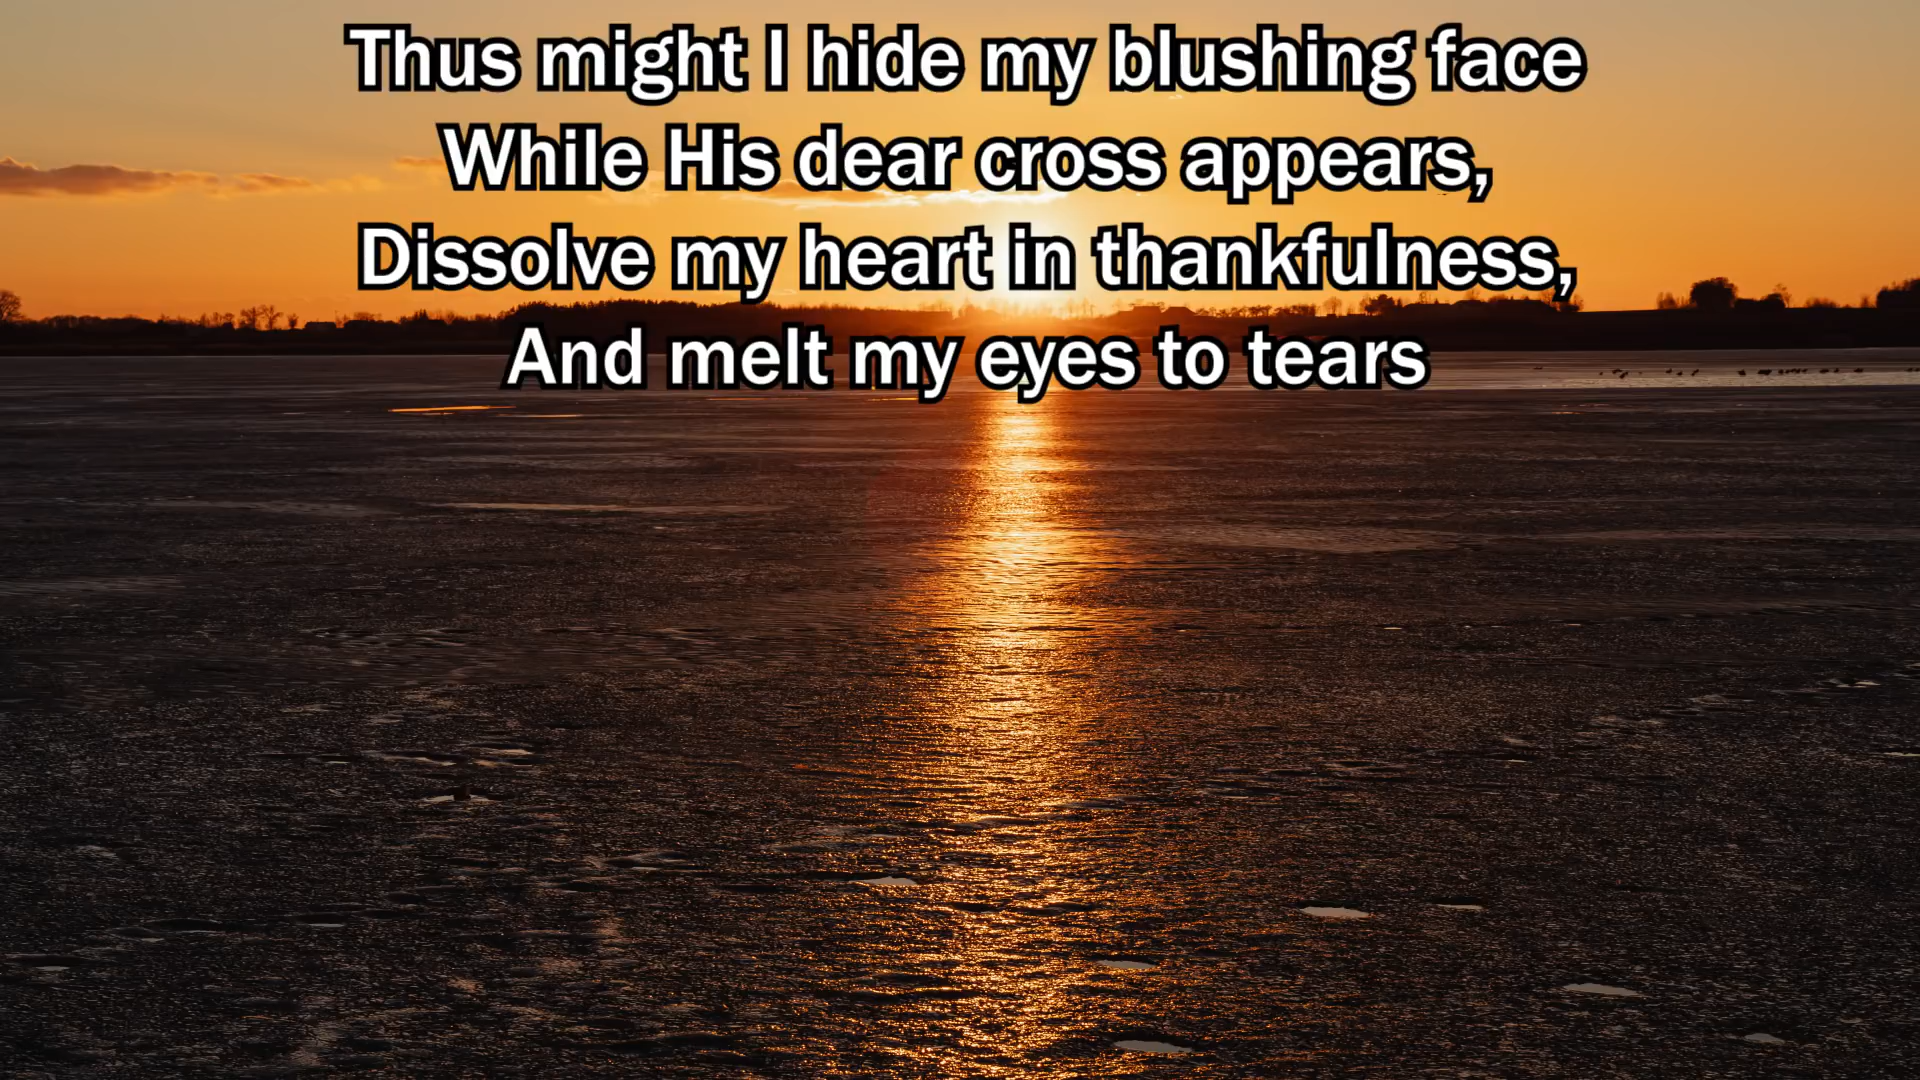 Thus might I hide my blushing face
While His dear cross appears,
Dissolve my heart in thankfulness,
And melt my eyes to tears